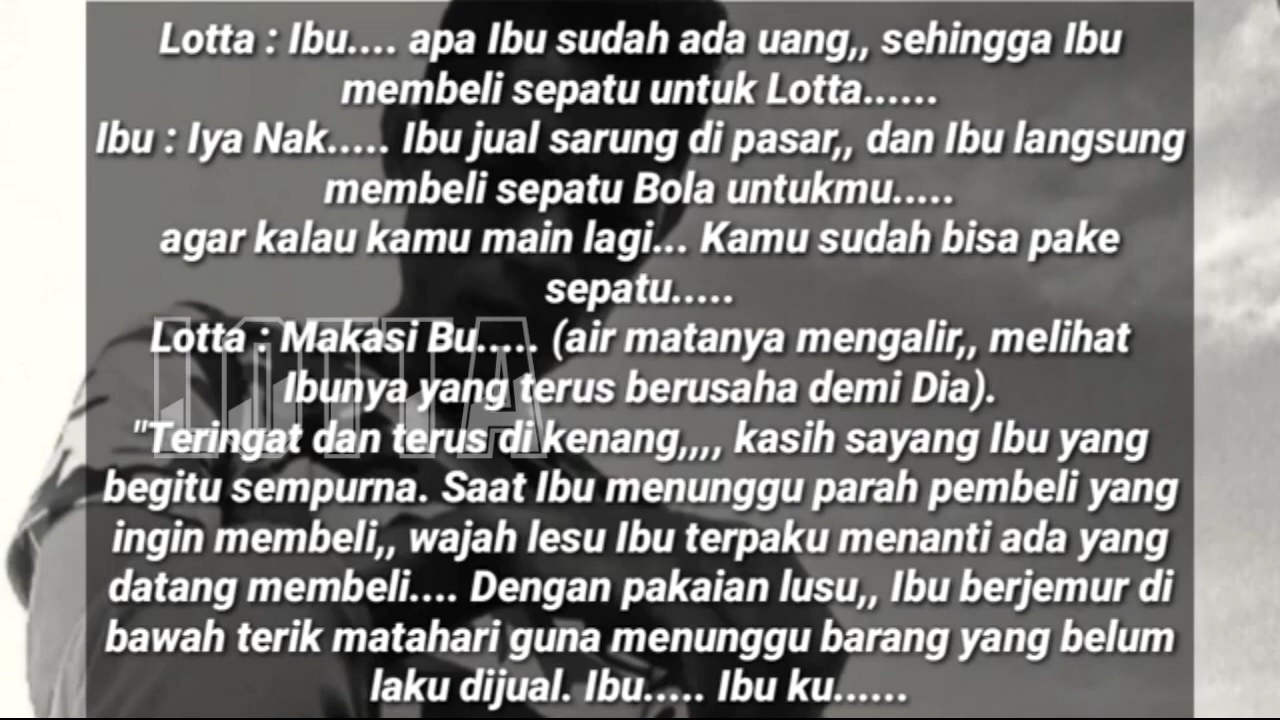 Lotta : Ibu.... apa Ibu sudah ada uang,, sehingga Ibu
membeli sepatu untuk Lotta......
Ibu : Iya Nak..... Ibu jual sarung di pasar,, dan Ibu langsung
membeli sepatu Bola untukmu.....
agar kalau kamu main lagi... Kamu sudah bisa pake
sepatu.....
Lotta : Makasi Bu..... (air matanya mengalir,, melihat
Ibunya yang terus berusaha demi Dia).
"Teringat dan terus di kenang,,,, kasih sayang Ibu yang
begitu sempurna. Saat Ibu menunggu parah pembeli yang
ingin membeli,, wajah lesu Ibu terpaku menanti ada yang
datang membeli.... Dengan pakaian lusu,, Ibu berjemur di
bawah terik matahari guna menunggu barang yang belum
laku dijual. Ibu..... Ibu ku......
LOTTA